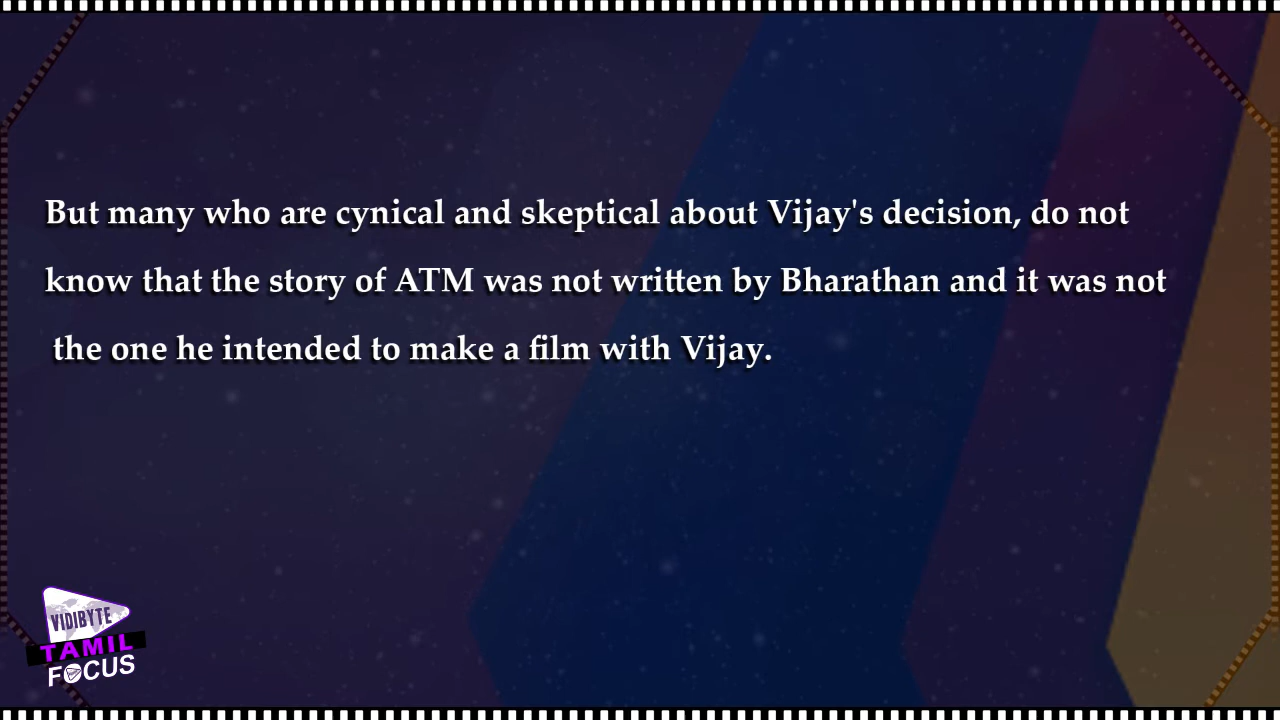 But many who are cynical and skeptical about Vijay's decision, do not
know that the story of ATM was not written by Bharathan and it was not
the one he intended to make a film with Vijay.
VIDIBYTE
TAMIL
FOCUS